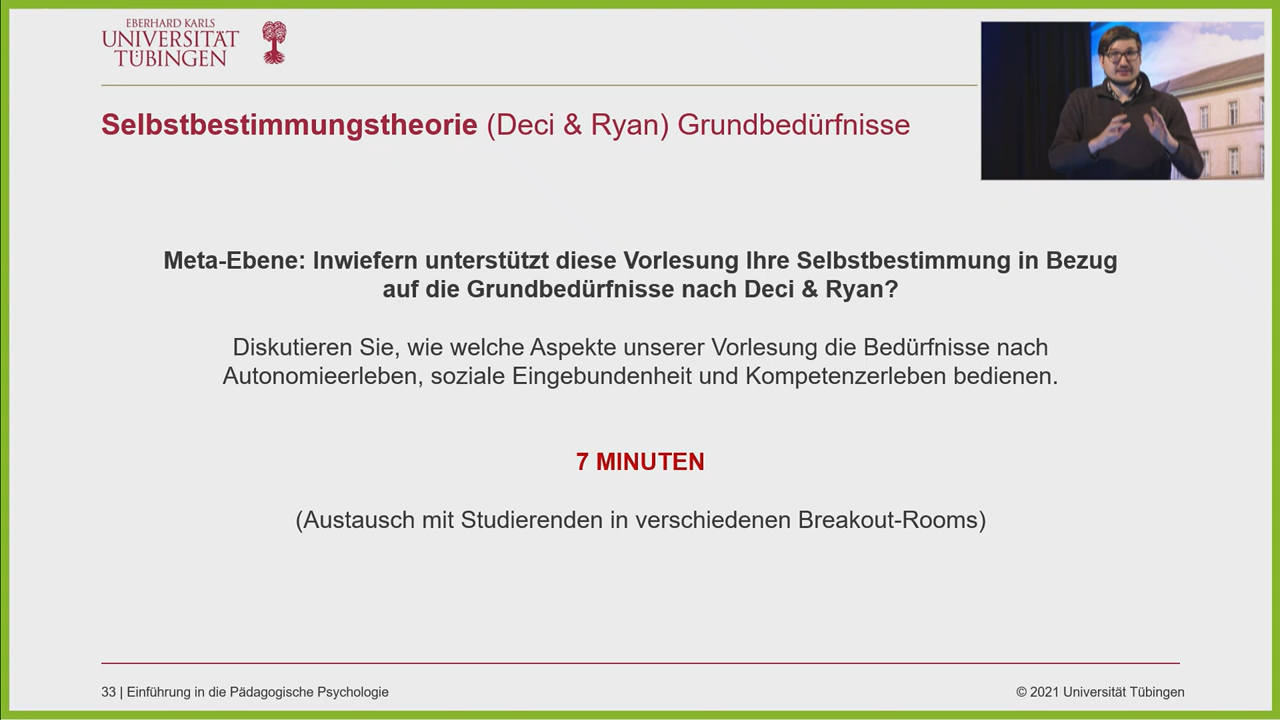 EBERHARD KARLS
UNIVERSITÄT
TÜBINGEN
Selbstbestimmungstheorie (Deci & Ryan) Grundbedürfnisse
Meta-Ebene: Inwiefern unterstützt diese Vorlesung Ihre Selbstbestimmung in Bezug
auf die Grundbedürfnisse nach Deci & Ryan?
Diskutieren Sie, wie welche Aspekte unserer Vorlesung die Bedürfnisse nach
Autonomieerleben, soziale Eingebundenheit und Kompetenzerleben bedienen.
7 MINUTEN
(Austausch mit Studierenden in verschiedenen Breakout-Rooms)
33 | Einführung in die Pädagogische Psychologie
© 2021 Universität Tübingen